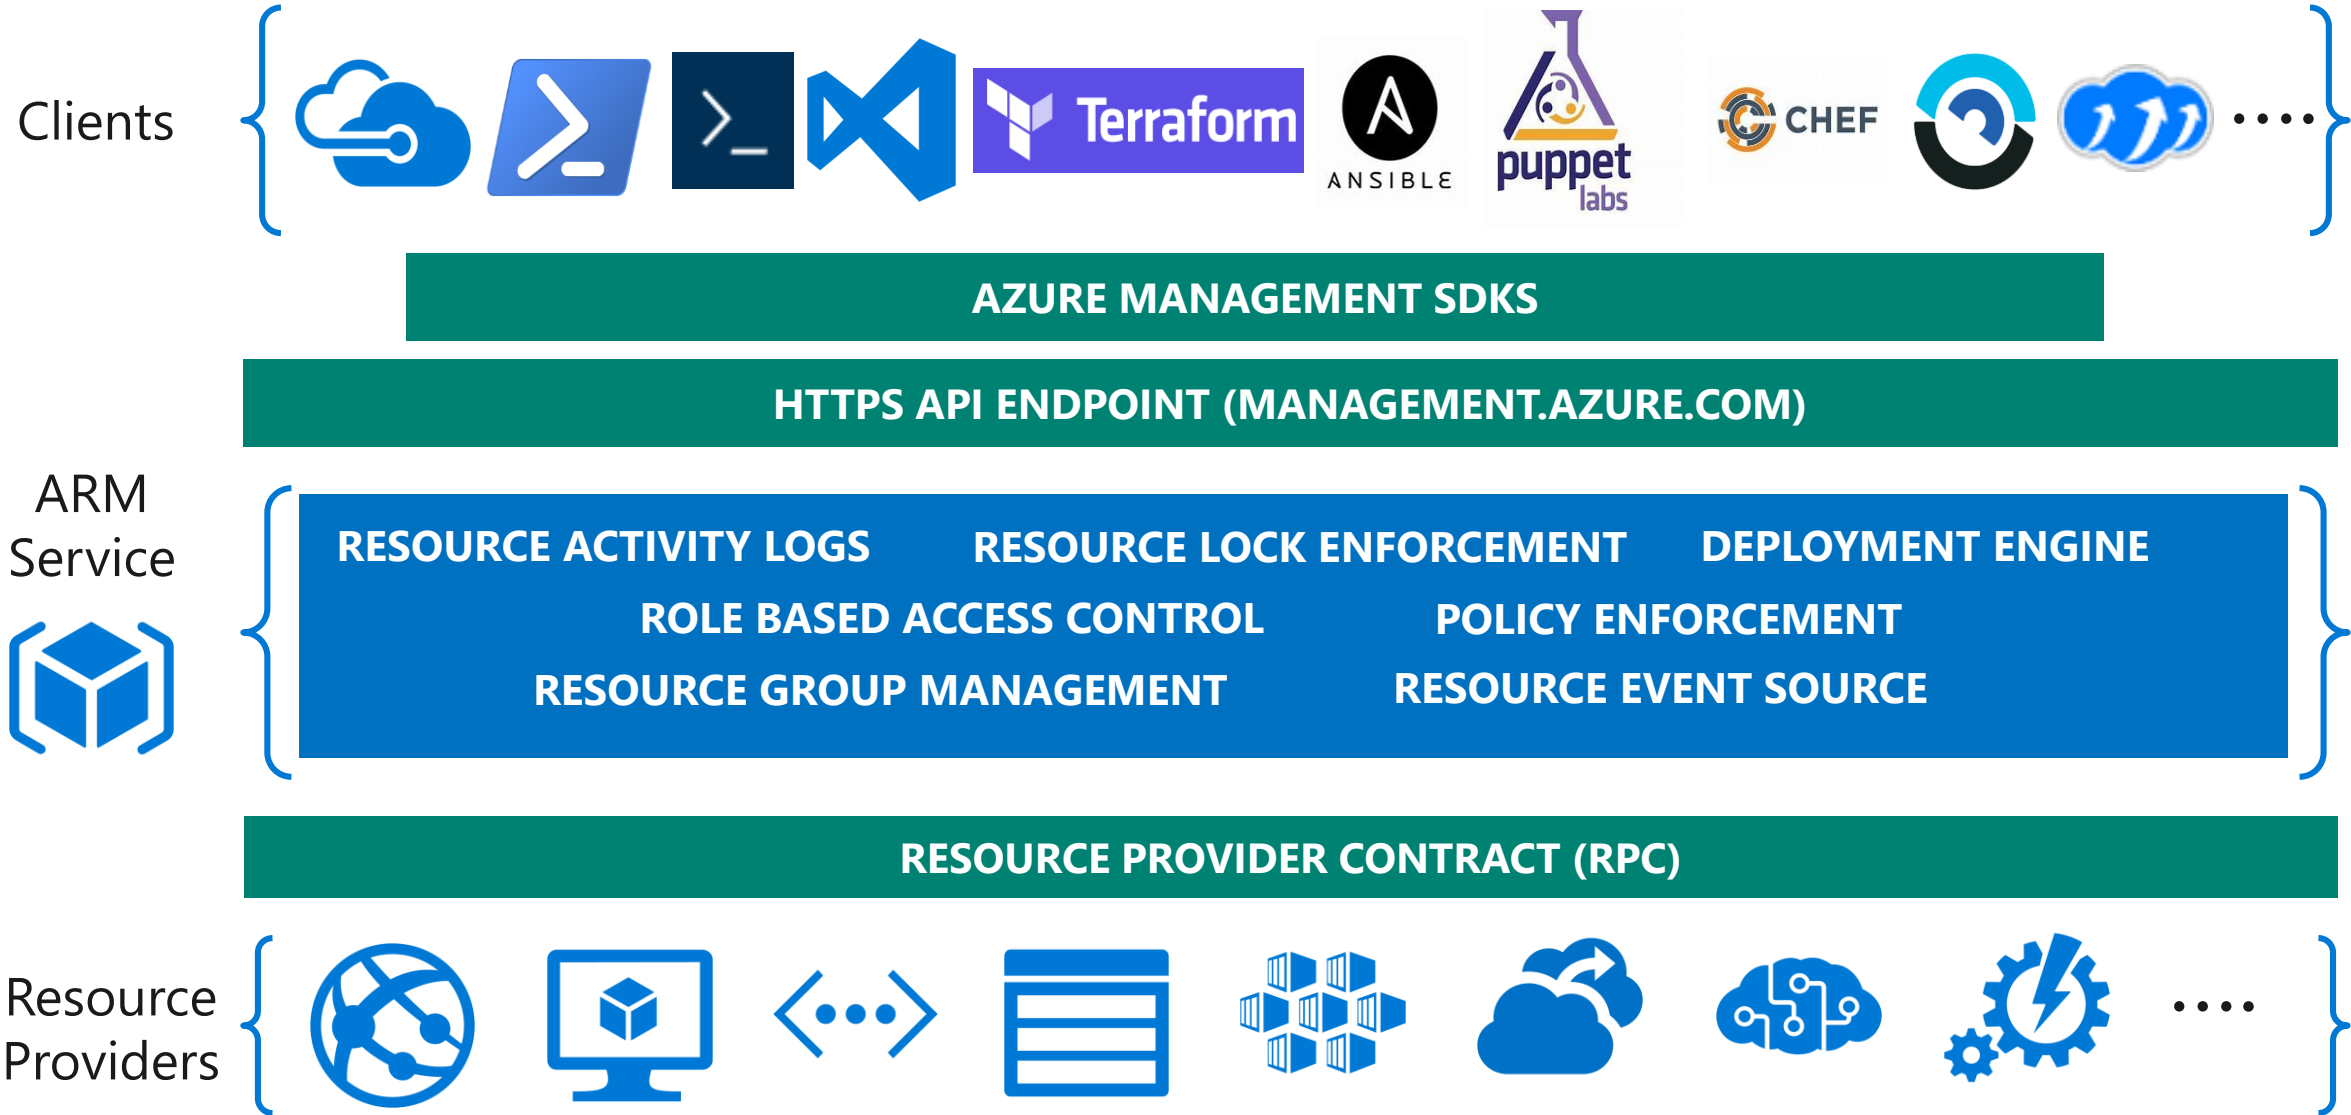 Clients
Terraform
ANSIBLE
puppet
labs
CHEF
AZURE MANAGEMENT SDKS
HTTPS API ENDPOINT (MANAGEMENT.AZURE.COM)
ARM
Service
RESOURCE ACTIVITY LOGS
RESOURCE LOCK ENFORCEMENT
DEPLOYMENT ENGINE
ROLE BASED ACCESS CONTROL
POLICY ENFORCEMENT
RESOURCE GROUP MANAGEMENT
RESOURCE EVENT SOURCE
RESOURCE PROVIDER CONTRACT (RPC)
Resource
Providers